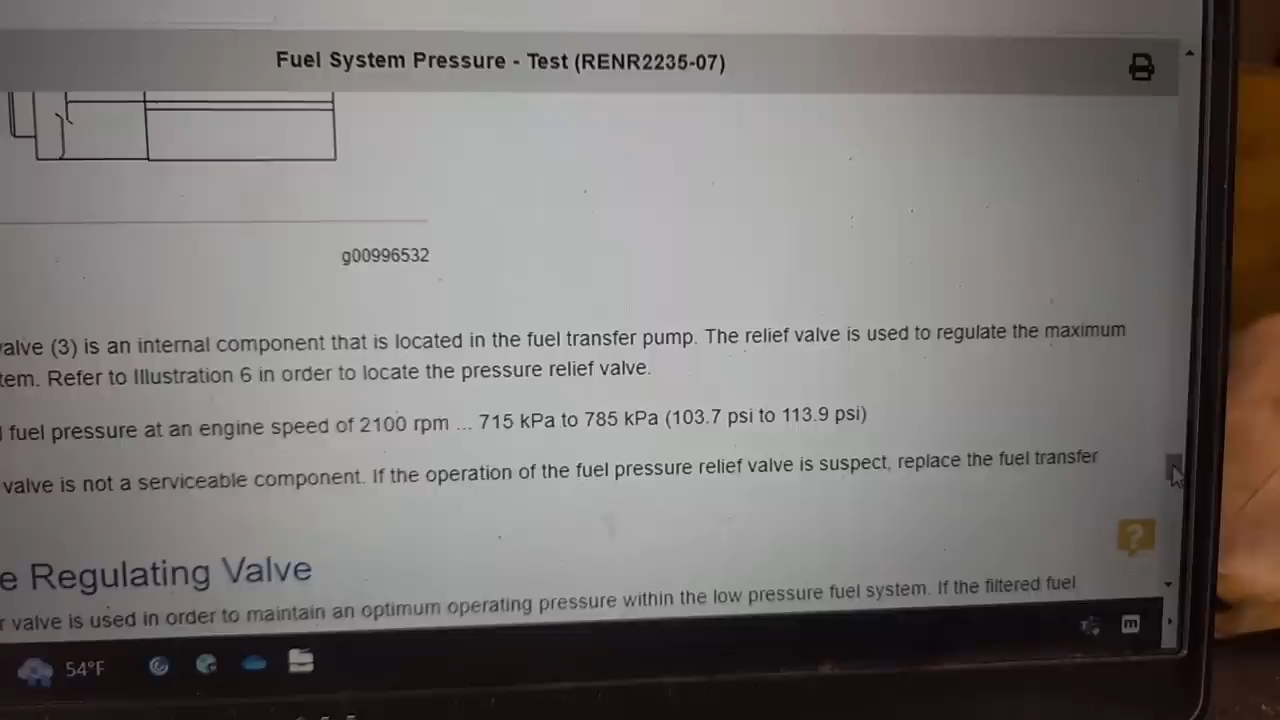 Fuel System Pressure - Test (RENR2235-07)
g00996532
(3) is an internal component that is located in the fuel transfer pump. The relief valve is used to regulate the maximum
Refer to Illustration 6 in order to locate the pressure relief valve.
fuel pressure at an engine speed of 2100 rpm ... 715 kPa to 785 kPa (103.7 psi to 113.9 psi)
valve is not a serviceable component. If the operation of the fuel pressure relief valve is suspect, replace the fuel transfer
e Regulating Valve
r valve is used in order to maintain an optimum operating pressure within the low pressure fuel system. If the filtered fuel
?
m
54°F